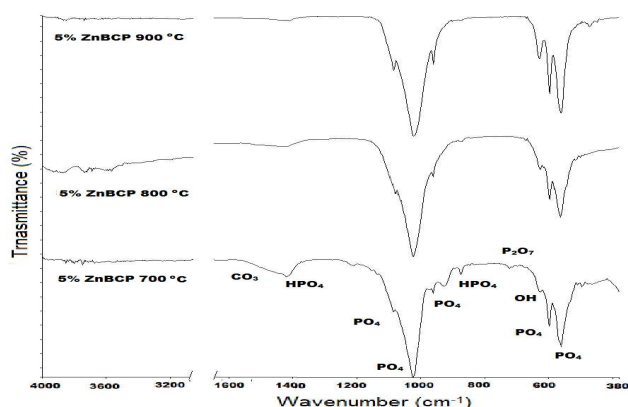 5% ZnBCP 900 °C
5% ZnBCP 800 °C
5% ZnBCP 700 °C
Trnasmittance (%)
P₂O₇
CO₃
HPO₄
PO₄
PO₄
PO₄
HPO₄
OH
PO₄
PO₄
4000 3600 3200 1600 1400 1200 1000 800 600 380
Wavenumber (cm⁻¹)